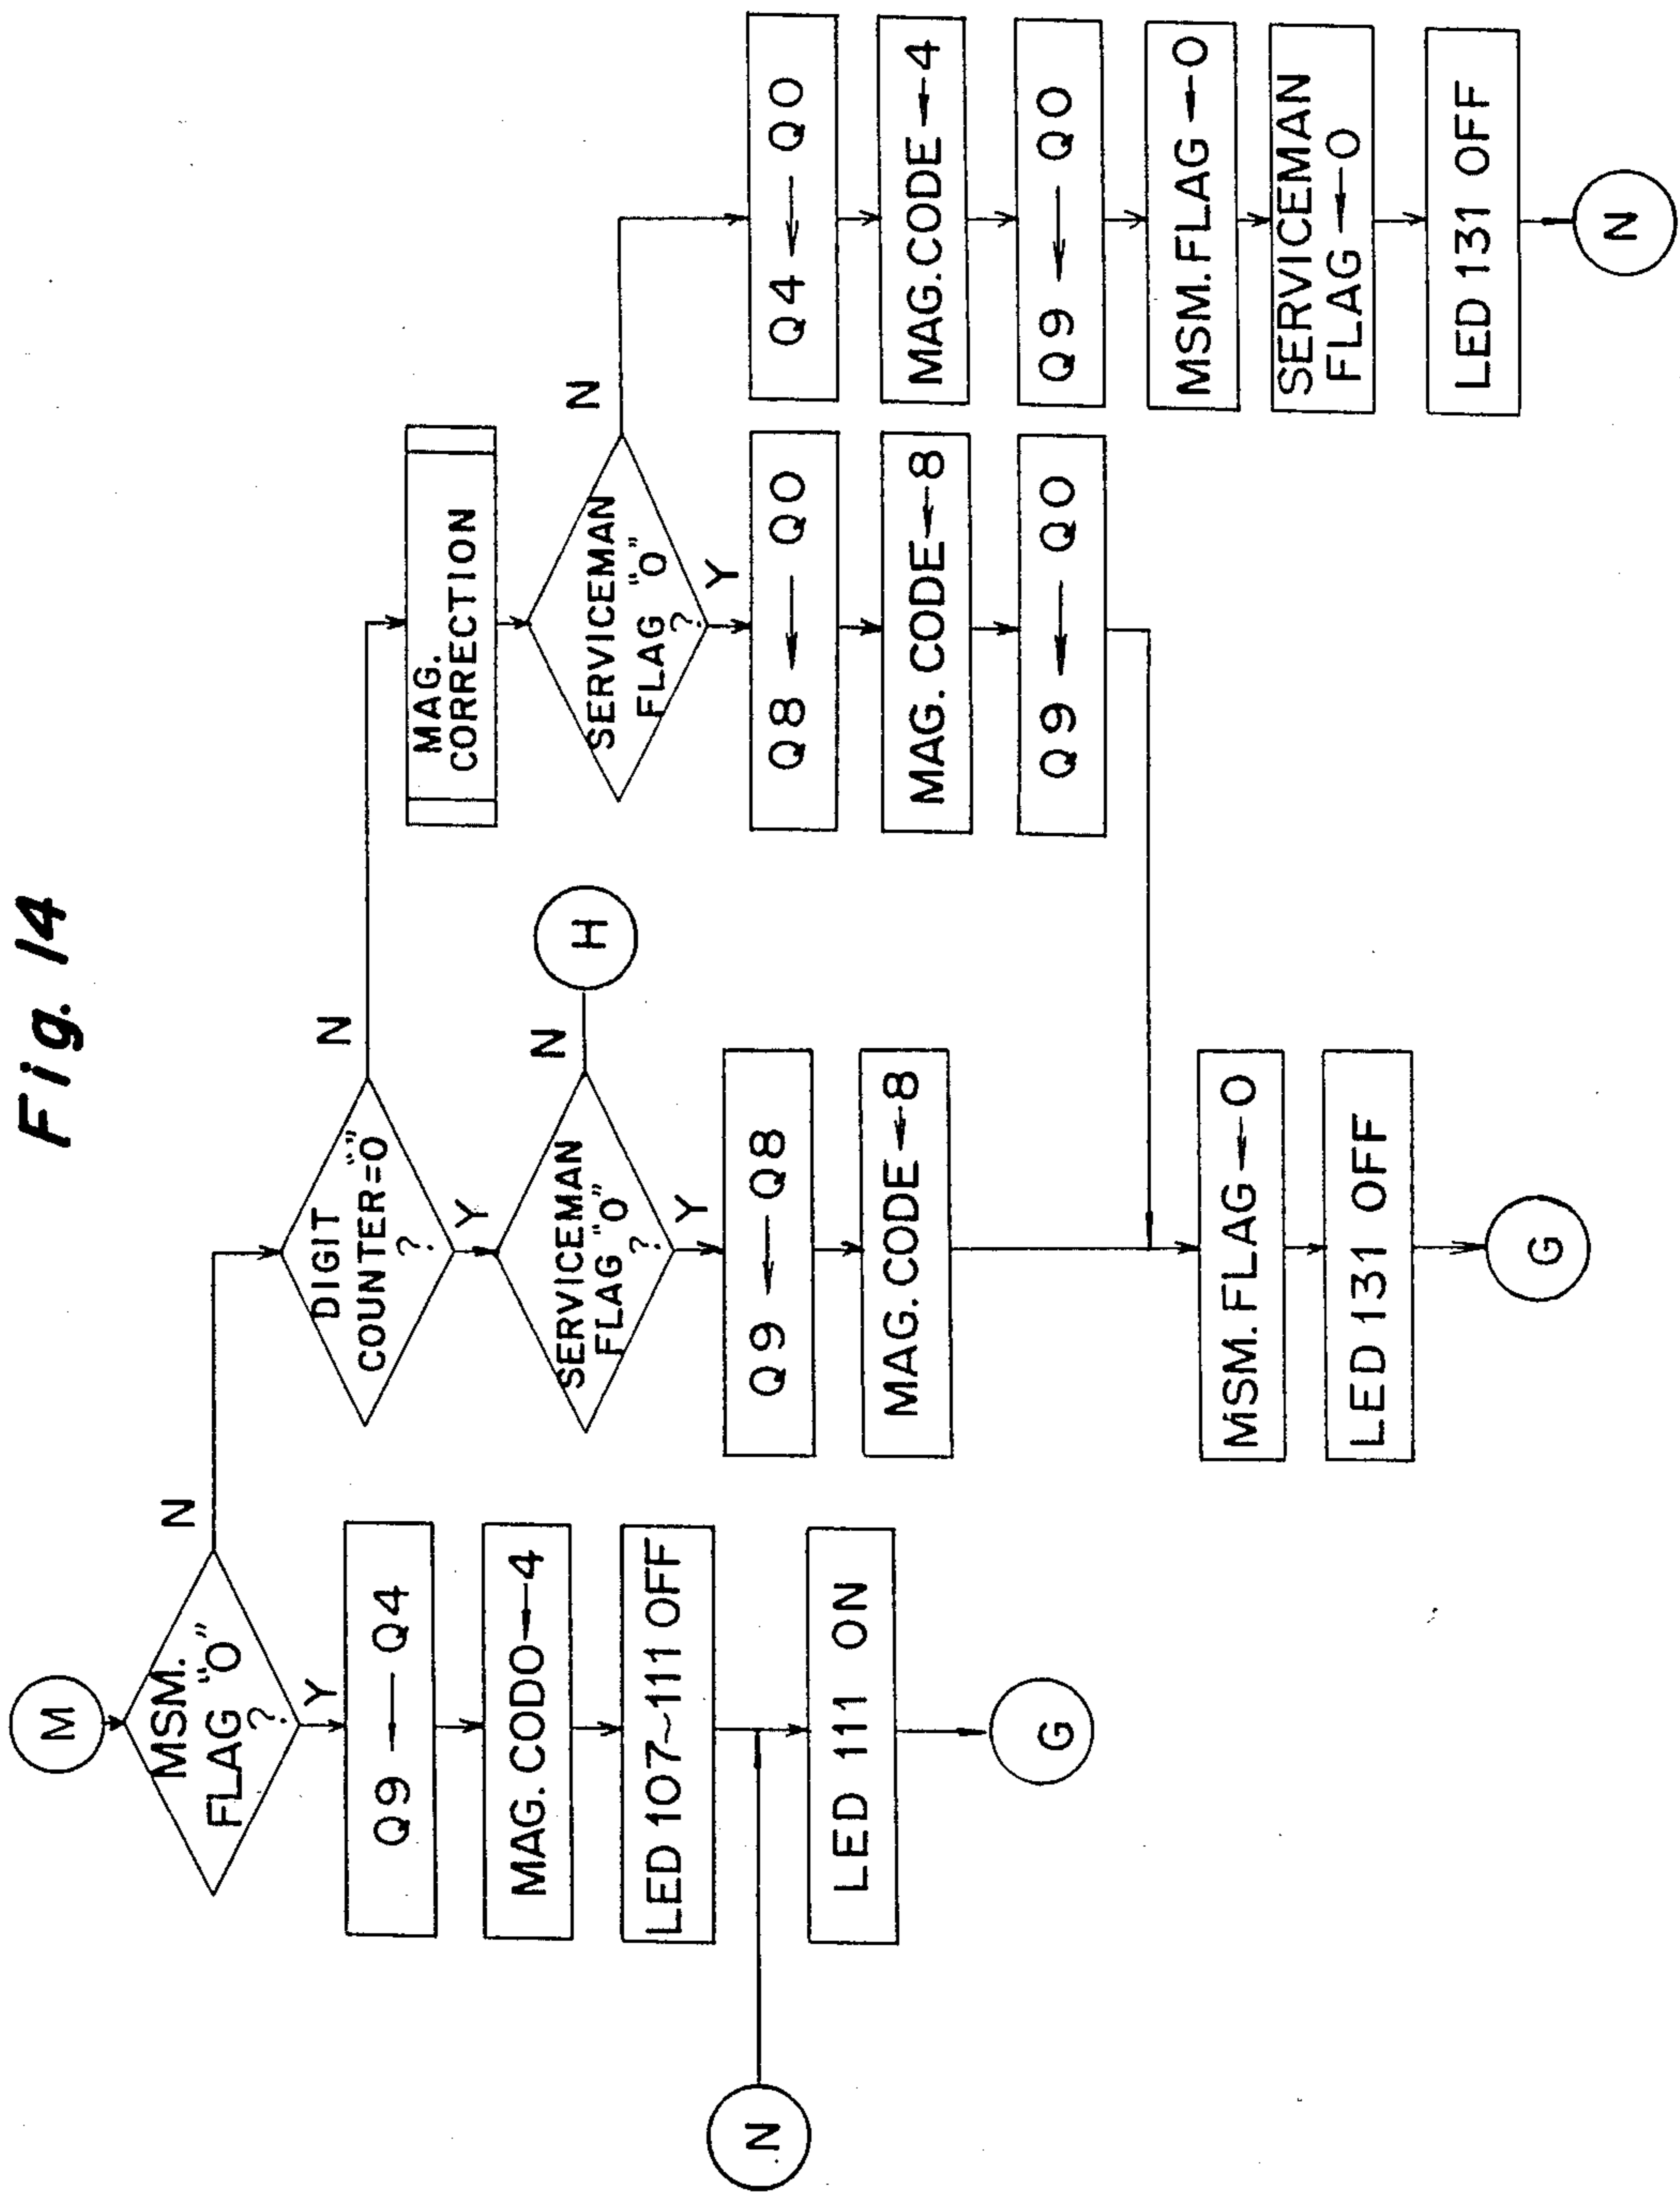 Fig. 14
M
MSM.
FLAG "0"
?
N
Y
Q9 ← Q4
MAG. CODO←4
LED 107~111 OFF
N
LED 111 ON
G
DIGIT
COUNTER="0"
?
N
Y
SERVICEMAN
FLAG "0"
?
N
H
Y
Q9 ← Q8
MAG. CODE←8
MSM. FLAG ←0
LED 131 OFF
G
MAG.
CORRECTION
SERVICEMAN
FLAG "0"
?
N
Y
Q8 ← Q0
MAG. CODE←8
Q9 ← Q0
Q4 ← Q0
MAG. CODE←4
Q9 ← Q0
MSM. FLAG ←0
SERVICEMAN
FLAG ←0
LED 131 OFF
N